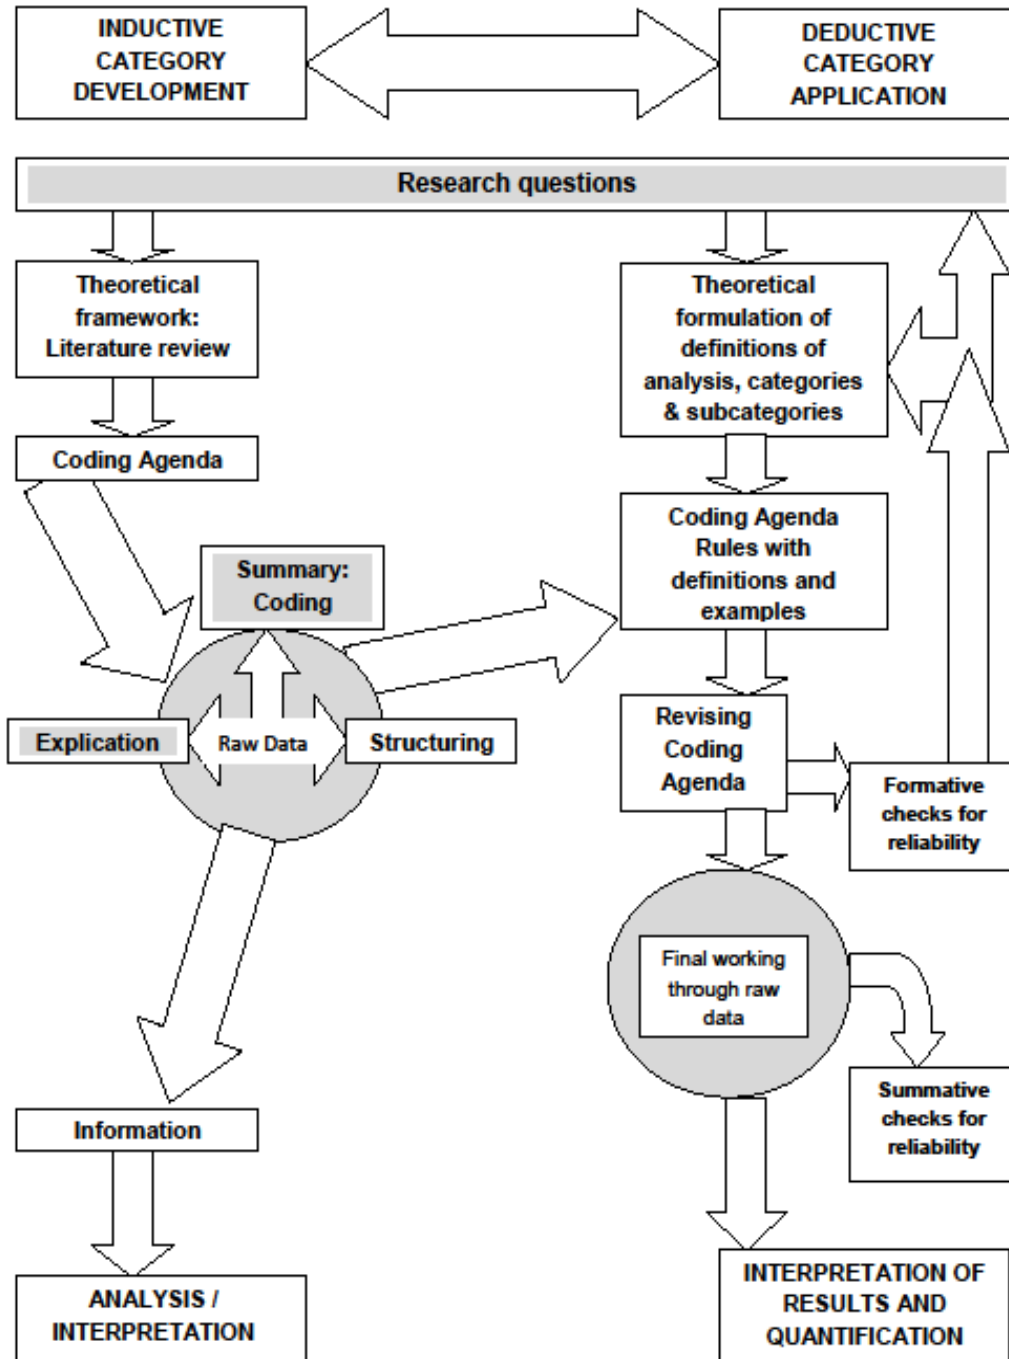 INDUCTIVE
CATEGORY
DEVELOPMENT
DEDUCTIVE
CATEGORY
APPLICATION
Research questions
Theoretical
framework:
Literature review
Theoretical
formulation of
definitions of
analysis, categories
& subcategories
Coding Agenda
Coding Agenda
Rules with
definitions and
examples
Summary:
Coding
Explication
Raw Data
Structuring
Revising
Coding
Agenda
Formative
checks for
reliability
Final working
through raw
data
Summative
checks for
reliability
Information
ANALYSIS /
INTERPRETATION
INTERPRETATION OF
RESULTS AND
QUANTIFICATION